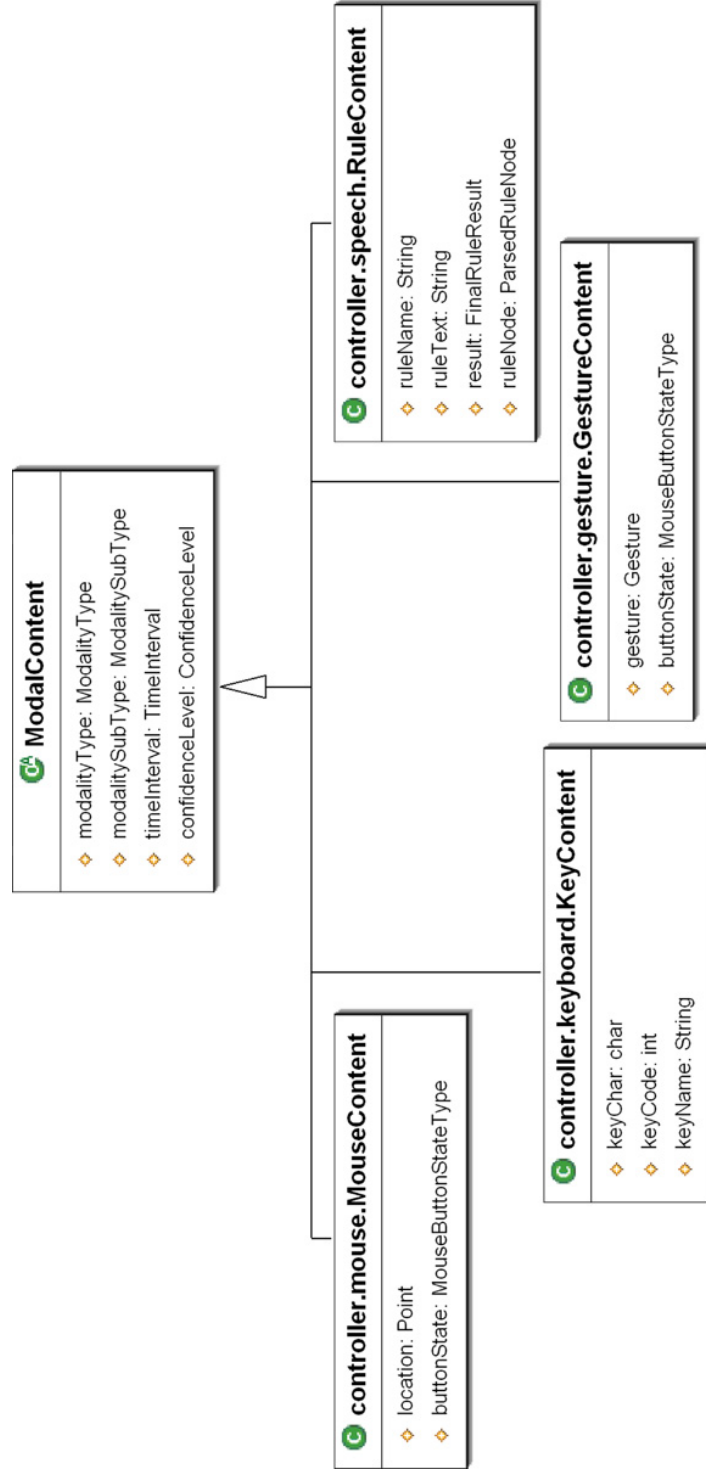 ModalContent
modalityType: ModalityType
modalitySubType: ModalitySubType
timeInterval: TimeInterval
confidenceLevel: ConfidenceLevel
controller.mouse.MouseContent
location: Point
buttonState: MouseButtonStateType
controller.keyboard.KeyContent
keyChar: char
keyCode: int
keyName: String
controller.gesture.GestureContent
gesture: Gesture
buttonState: MouseButtonStateType
controller.speech.RuleContent
ruleName: String
ruleText: String
result: FinalRuleResult
ruleNode: ParsedRuleNode